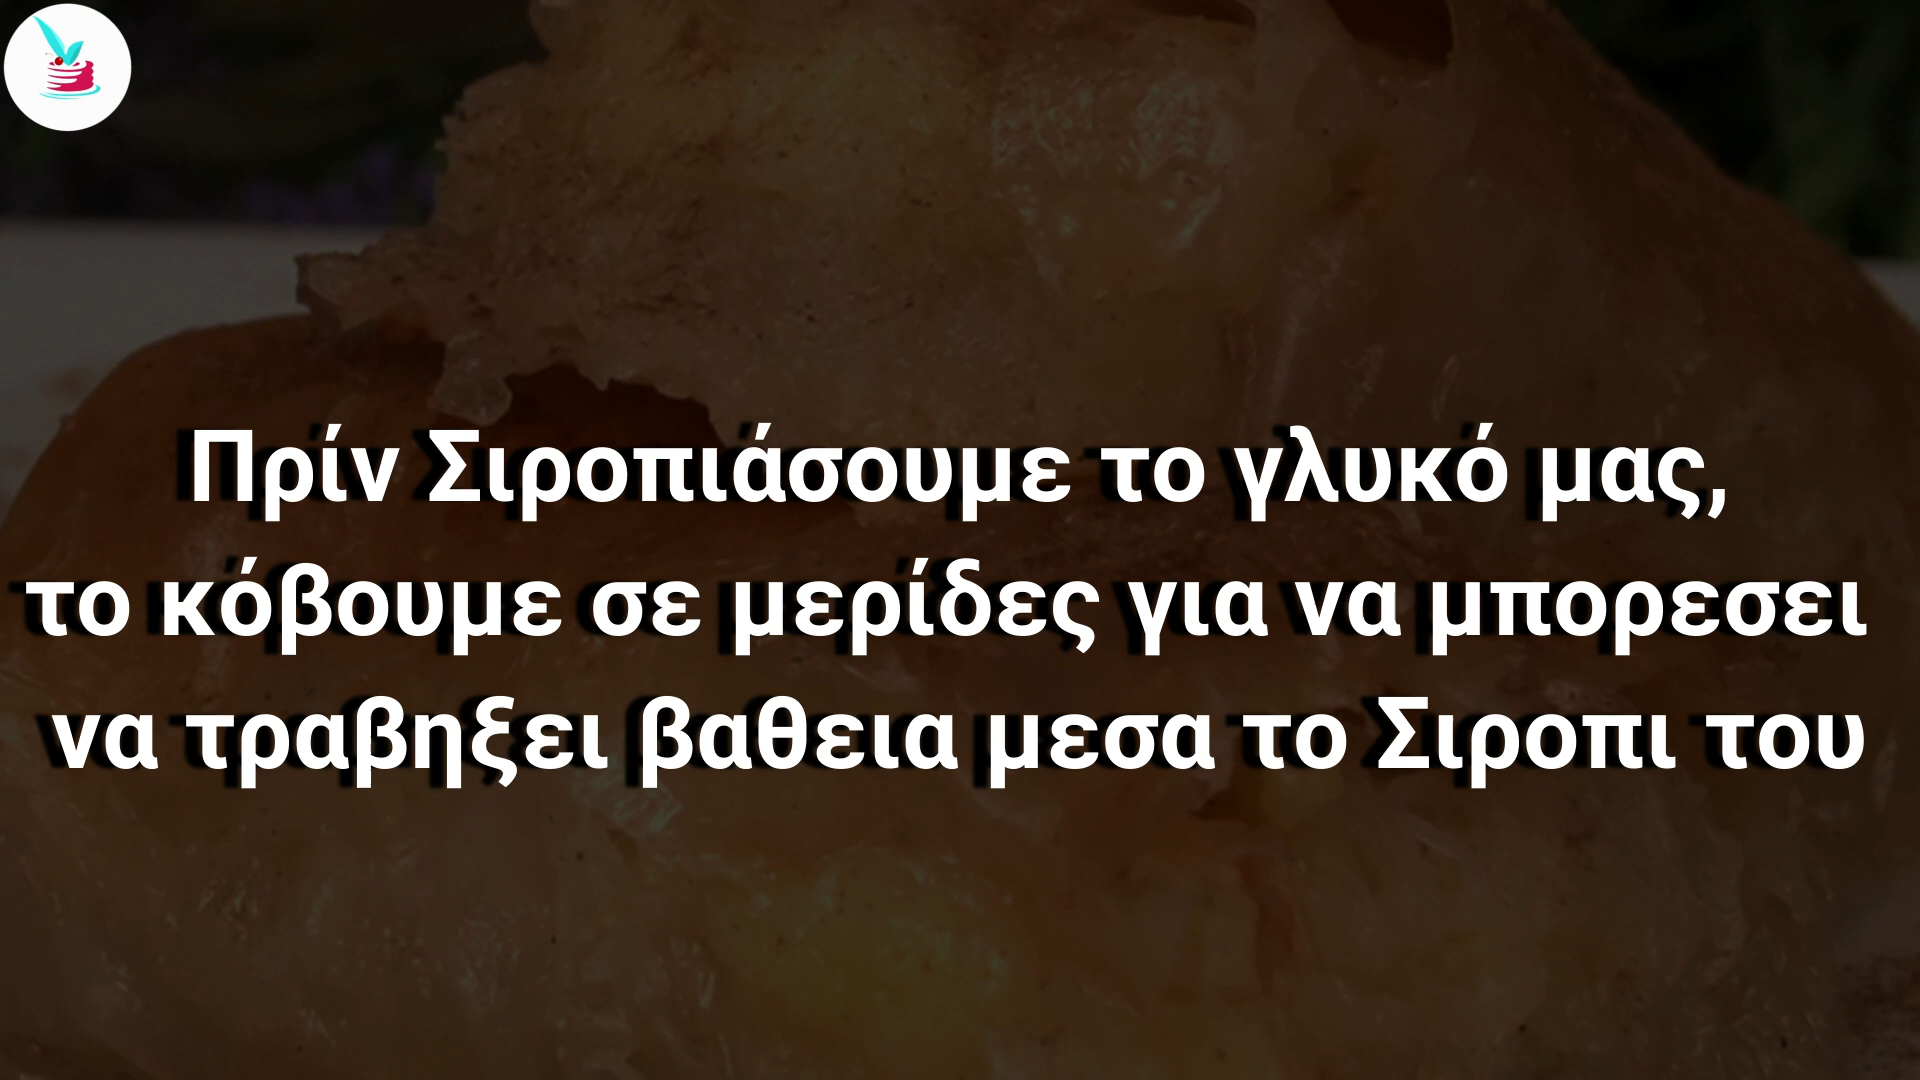 Πρίν Σιροπιάσουμε το γλυκό μας,
το κόβουμε σε μερίδες για να μπορεσει
να τραβηξει βαθεια μεσα το Σιροπι του